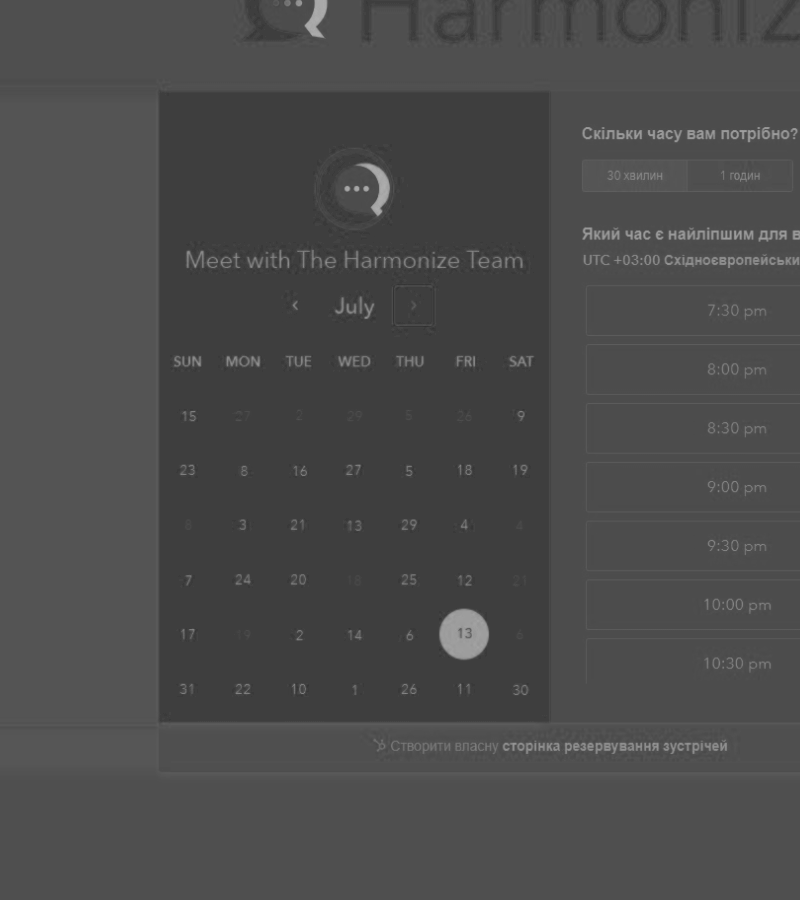 Harmoniz
Meet with The Harmonize Team
July
SUN MON TUE WED THU FRI SAT
15 27 2 29 5 26 9
23 8 16 27 5 18 19
8 3 21 13 29 4 4
7 24 20 18 25 12 21
17 19 2 14 6 13 6
31 22 10 1 26 11 30
Скільки часу вам потрібно?
30 хвилин 1 годин
Який час є найліпшим для в
UTC +03:00 Східноєвропейськи
7:30 pm
8:00 pm
8:30 pm
9:00 pm
9:30 pm
10:00 pm
10:30 pm
Створити власну сторінка резервування зустрічей